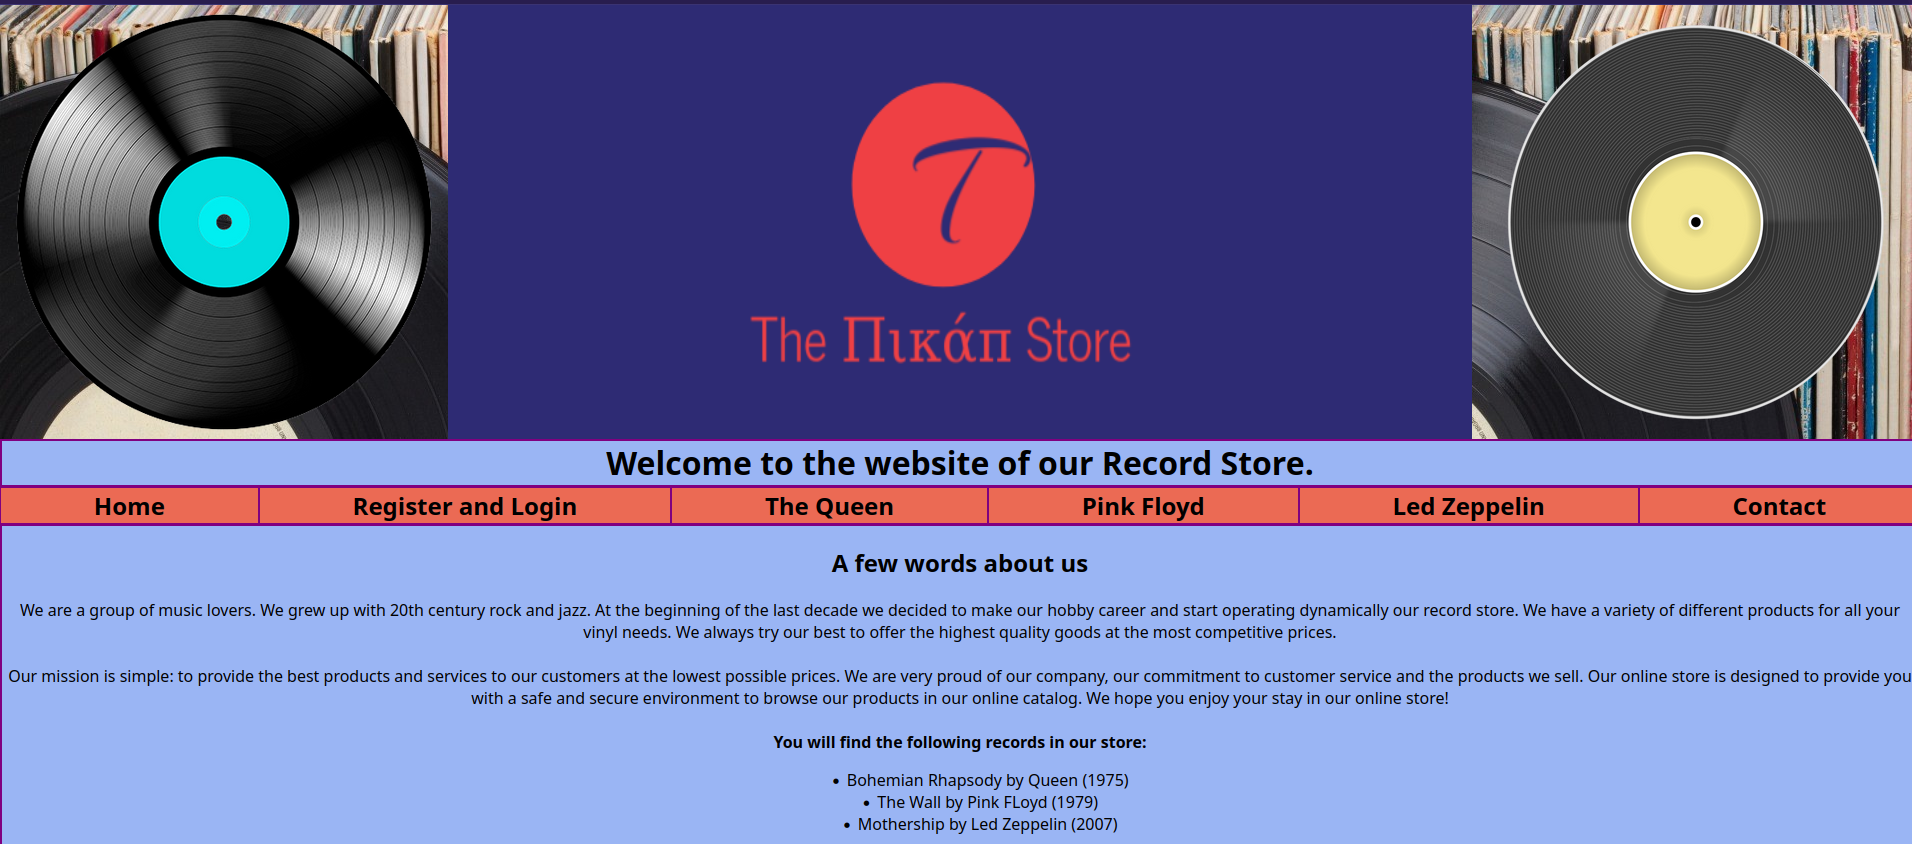 T
The Πικάπ Store
Welcome to the website of our Record Store.
Home Register and Login The Queen Pink Floyd Led Zeppelin Contact
A few words about us
We are a group of music lovers. We grew up with 20th century rock and jazz. At the beginning of the last decade we decided to make our hobby career and start operating dynamically our record store. We have a variety of different products for all your
vinyl needs. We always try our best to offer the highest quality goods at the most competitive prices.
Our mission is simple: to provide the best products and services to our customers at the lowest possible prices. We are very proud of our company, our commitment to customer service and the products we sell. Our online store is designed to provide you
with a safe and secure environment to browse our products in our online catalog. We hope you enjoy your stay in our online store!
You will find the following records in our store:
• Bohemian Rhapsody by Queen (1975)
• The Wall by Pink FLoyd (1979)
• Mothership by Led Zeppelin (2007)